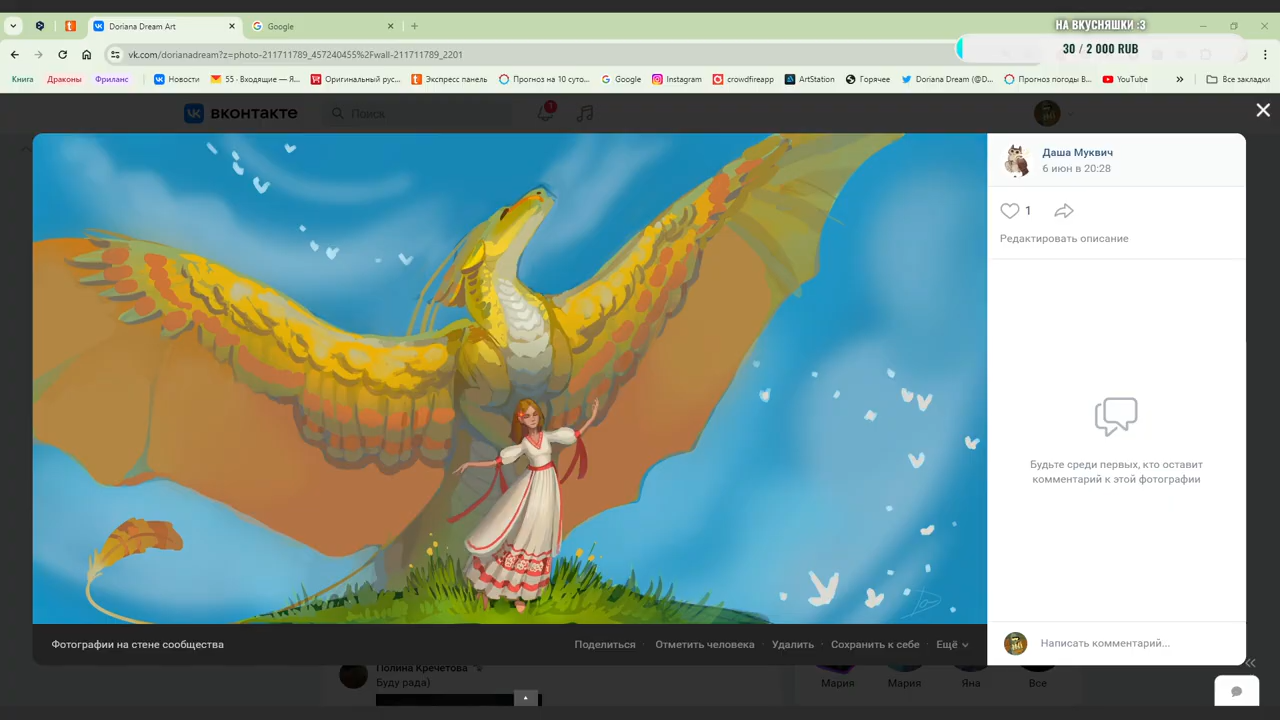 НА ВКУСНЯШКИ :3
30 / 2 000 RUB
Doriana Dream Art
Google
vk.com/dorianadream?z=photo-211711789_457240455%2Fwall-211711789_2201
Книга
Драконы
Фриланс
Новости
55 · Входящие — Я...
Оригинальный рус...
Экспресс панель
Прогноз на 10 суто...
Google
Instagram
crowdfireapp
ArtStation
Горячее
Doriana Dream (@D...
Прогноз погоды В...
YouTube
»
Все закладки
вконтакте
Поиск
1
Даша Муквич
6 июн в 20:28
1
Редактировать описание
Будьте среди первых, кто оставит
комментарий к этой фотографии
Фотографии на стене сообщества
Поделиться
Отметить человека
Удалить
Сохранить к себе
Ещё
Написать комментарий...
Полина Кречетова
Буду рада)
Мария
Мария
Яна
Все